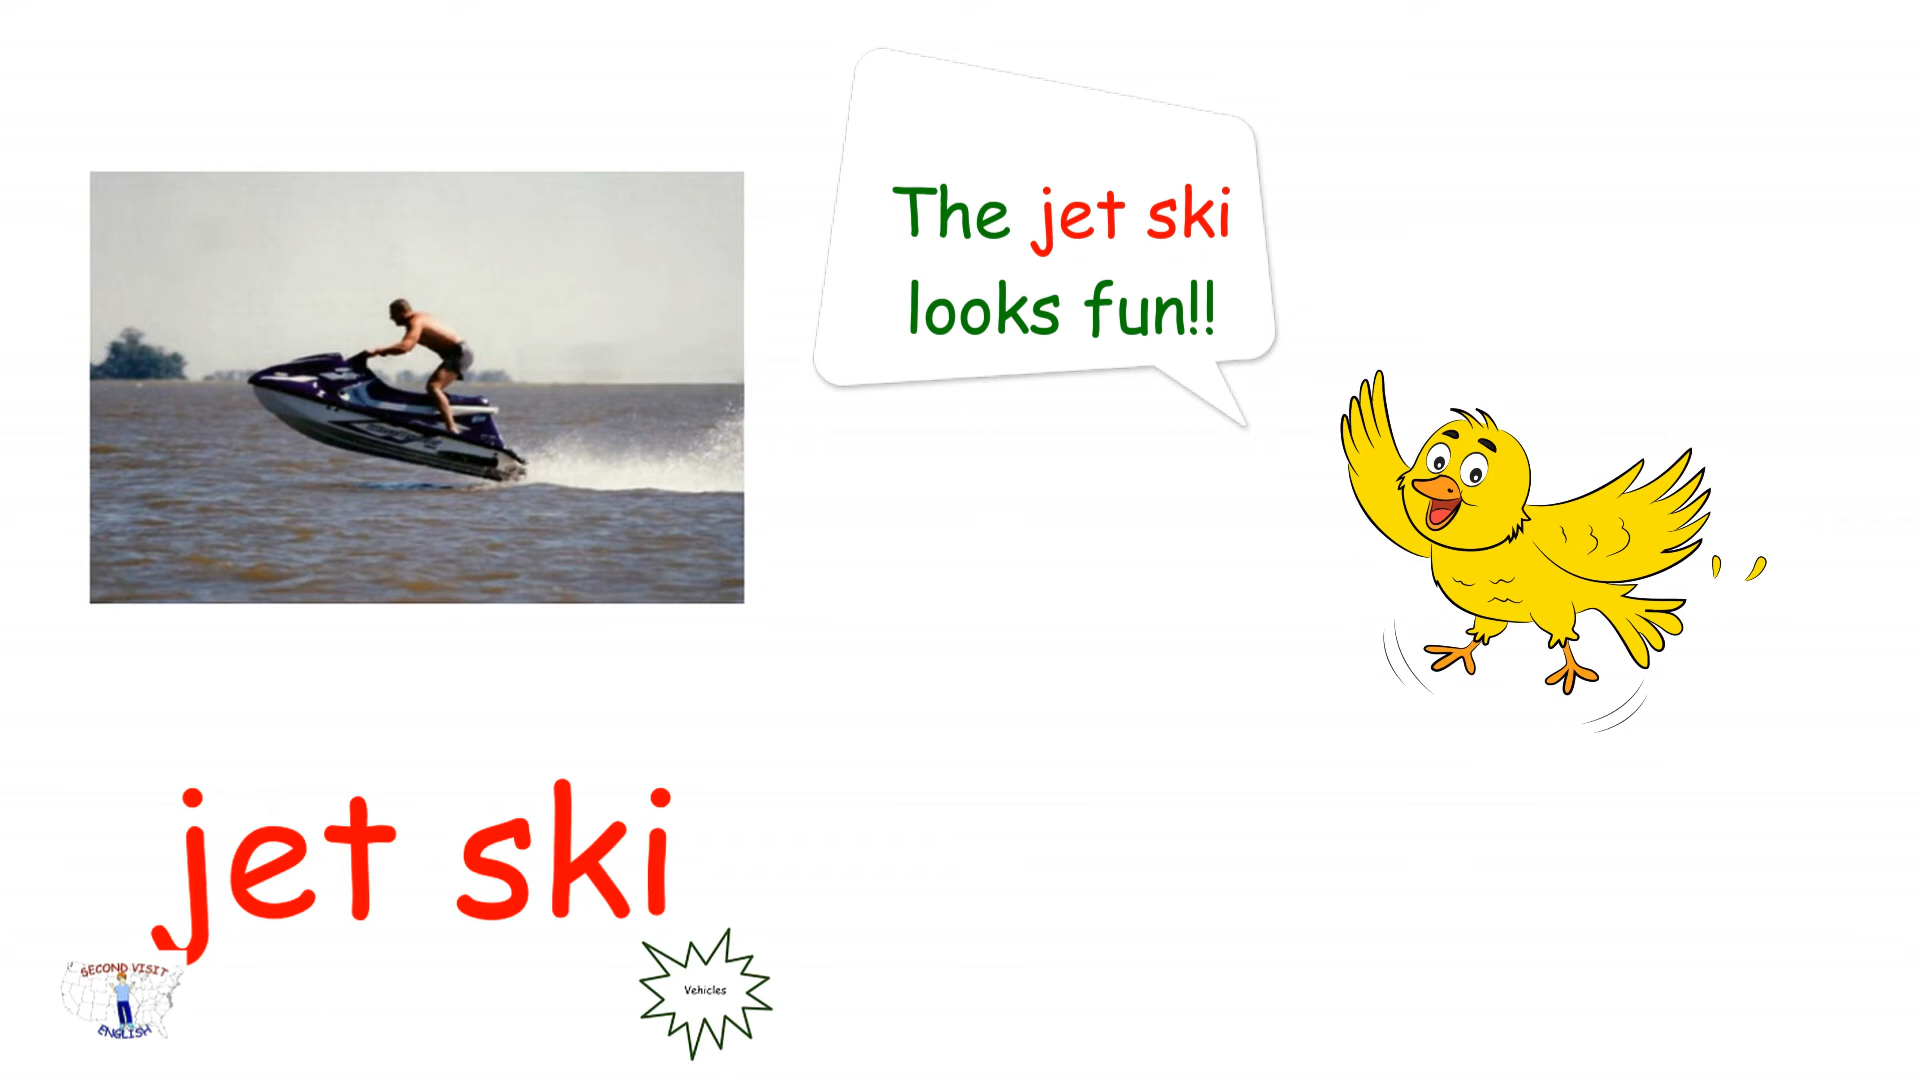 The jet ski
looks fun!!
jet ski
SECOND VISIT
ENGLISH
Vehicles